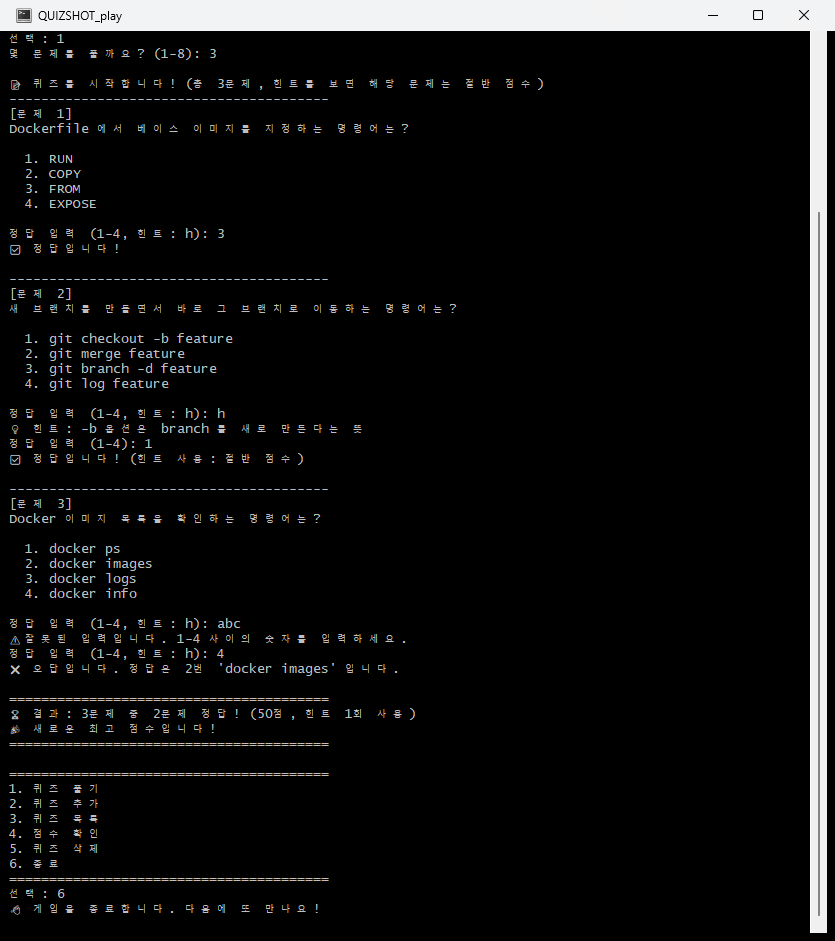 QUIZSHOT_play
선택: 1
몇 문제를 풀까요? (1-8): 3
📝 퀴즈를 시작합니다! (총 3문제, 힌트를 보면 해당 문제는 절반 점수)
----------------------------------------
[문제 1]
Dockerfile에서 베이스 이미지를 지정하는 명령어는?
1. RUN
2. COPY
3. FROM
4. EXPOSE
정답 입력 (1-4, 힌트: h): 3
✅ 정답입니다!
----------------------------------------
[문제 2]
새 브랜치를 만들면서 바로 그 브랜치로 이동하는 명령어는?
1. git checkout -b feature
2. git merge feature
3. git branch -d feature
4. git log feature
정답 입력 (1-4, 힌트: h): h
💡 힌트: -b 옵션은 branch를 새로 만든다는 뜻
정답 입력 (1-4): 1
✅ 정답입니다! (힌트 사용: 절반 점수)
----------------------------------------
[문제 3]
Docker 이미지 목록을 확인하는 명령어는?
1. docker ps
2. docker images
3. docker logs
4. docker info
정답 입력 (1-4, 힌트: h): abc
⚠️잘못된 입력입니다. 1-4 사이의 숫자를 입력하세요.
정답 입력 (1-4, 힌트: h): 4
❌ 오답입니다. 정답은 2번 'docker images' 입니다.
========================================
🏆 결과: 3문제 중 2문제 정답! (50점, 힌트 1회 사용)
🎉 새로운 최고 점수입니다!
========================================
========================================
1. 퀴즈 풀기
2. 퀴즈 추가
3. 퀴즈 목록
4. 점수 확인
5. 퀴즈 삭제
6. 종료
========================================
선택: 6
👋 게임을 종료합니다. 다음에 또 만나요!